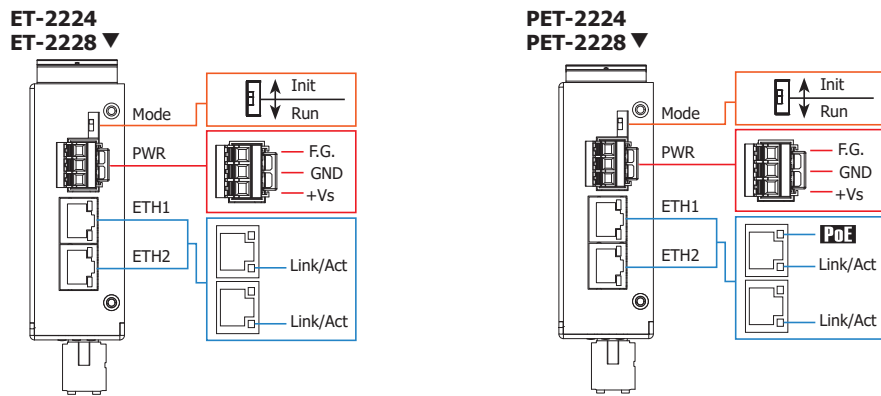 ET-2224
ET-2228▼
Mode
Init
Run
PWR
F.G.
GND
+Vs
ETH1
ETH2
Link/Act
Link/Act
PET-2224
PET-2228▼
Mode
Init
Run
PWR
F.G.
GND
+Vs
ETH1
ETH2
PoE
Link/Act
Link/Act